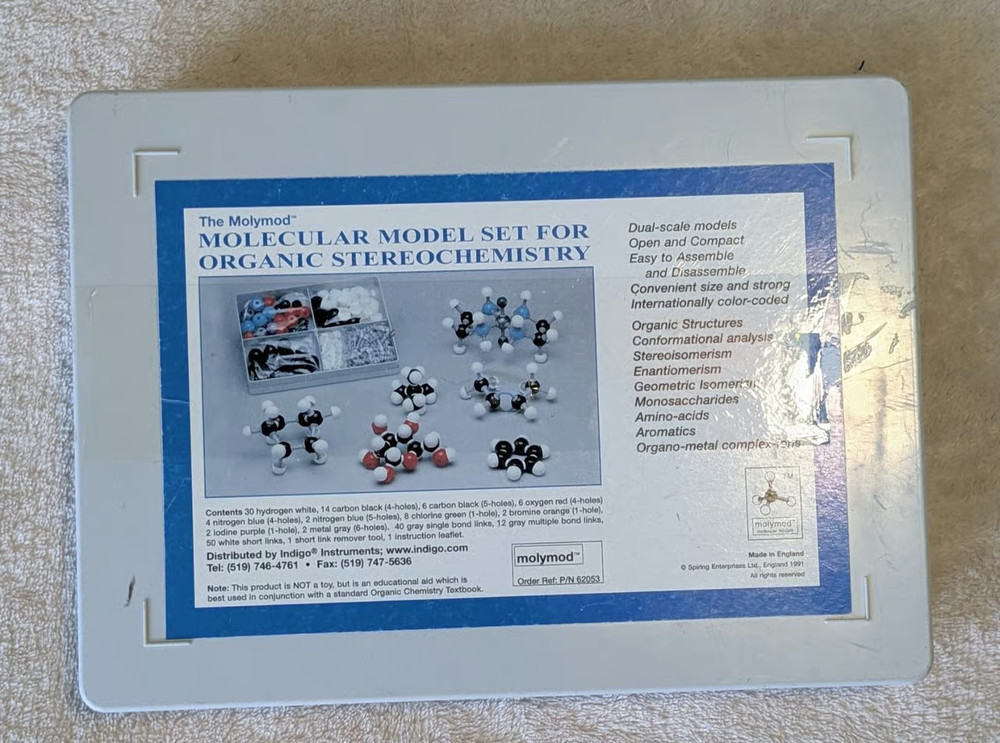 The Molymod™
MOLECULAR MODEL SET FOR
ORGANIC STEREOCHEMISTRY
Contents 30 hydrogen white, 14 carbon black (4-holes), 6 carbon black (5-holes), 6 oxygen red (4-holes)
4 nitrogen blue (4-holes), 2 nitrogen blue (5-holes), 8 chlorine green (1-hole), 2 bromine orange (1-hole),
2 iodine purple (1-hole), 2 metal gray (6-holes). 40 gray single bond links, 12 gray multiple bond links,
50 white short links, 1 short link remover tool, 1 instruction leaflet.
Distributed by Indigo® Instruments; www.indigo.com
Tel: (519) 746-4761 • Fax: (519) 747-5636
Note: This product is NOT a toy, but is an educational aid which is
best used in conjunction with a standard Organic Chemistry Textbook.
molymod™
Order Ref: P/N 62053
Dual-scale models
Open and Compact
Easy to Assemble
and Disassemble
Convenient size and strong
Internationally color-coded
Organic Structures
Conformational analysis
Stereoisomerism
Enantiomerism
Geometric Isomerism
Monosaccharides
Amino-acids
Aromatics
Organo-metal complex-ions
TM
molymod
Made in England
© Spiring Enterprises Ltd., England 1991
All rights reserved